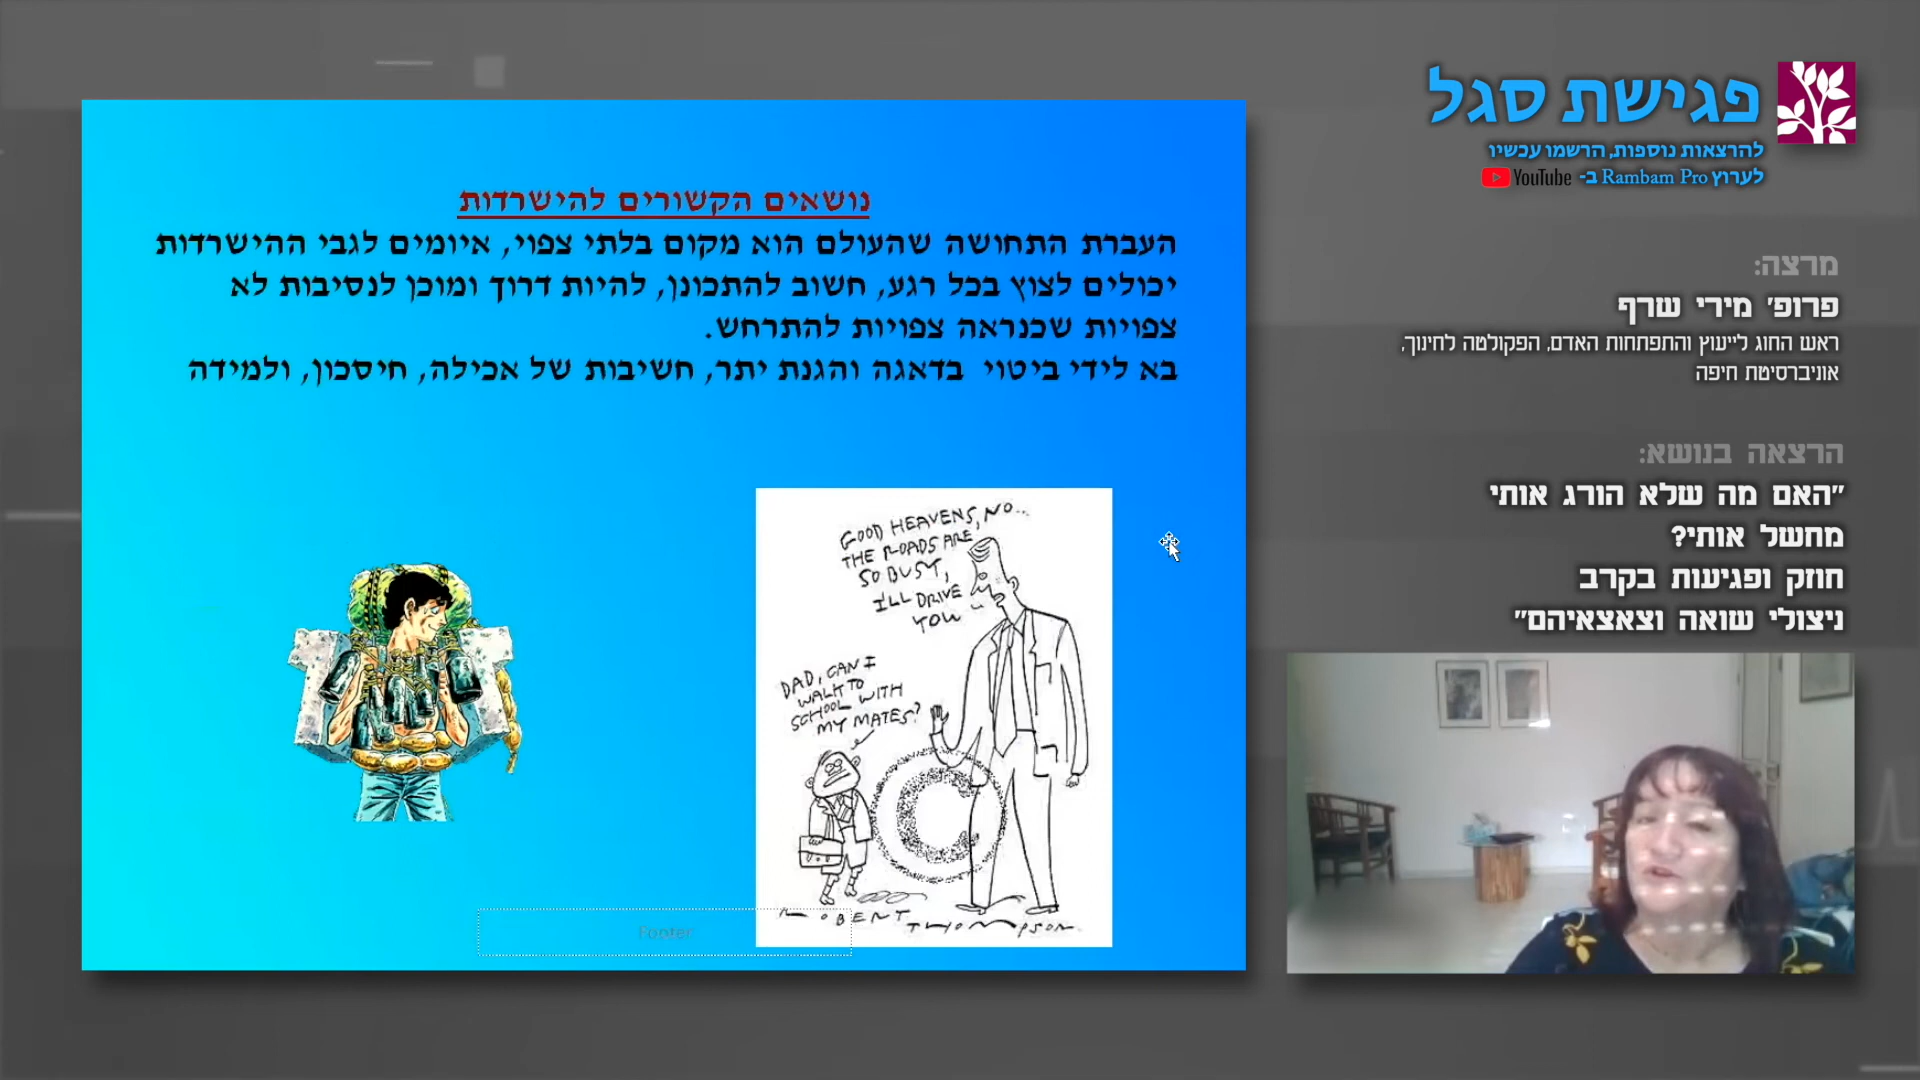 נושאים הקשורים להישרדות
העברת התחושה שהעולם הוא מקום בלתי צפוי, איומים לגבי ההישרדות
יכולים לצוץ בכל רגע, חשוב להתכונן, להיות דרוך ומוכן לנסיבות לא
צפויות שכנראה צפויות להתרחש.
בא לידי ביטוי בדאגה והגנת יתר, חשיבות של אכילה, חיסכון, ולמידה
GOOD HEAVENS, NO...
THE ROADS ARE
SO BUSY,
I'LL DRIVE
YOU
DAD, CAN I
WALK TO
SCHOOL WITH
MY MATES?
C
ROBERT THOMPSON
Footer
פגישת סגל
להרצאות נוספות, הרשמו עכשיו
לערוץ Rambam Pro ב- YouTube
מרצה:
פרופ' מירי שרף
ראש החוג לייעוץ והתפתחות האדם, הפקולטה לחינוך,
אוניברסיטת חיפה
הרצאה בנושא:
"האם מה שלא הורג אותי
מחשל אותי?
חוזק ופגיעות בקרב
ניצולי שואה וצאצאיהם"